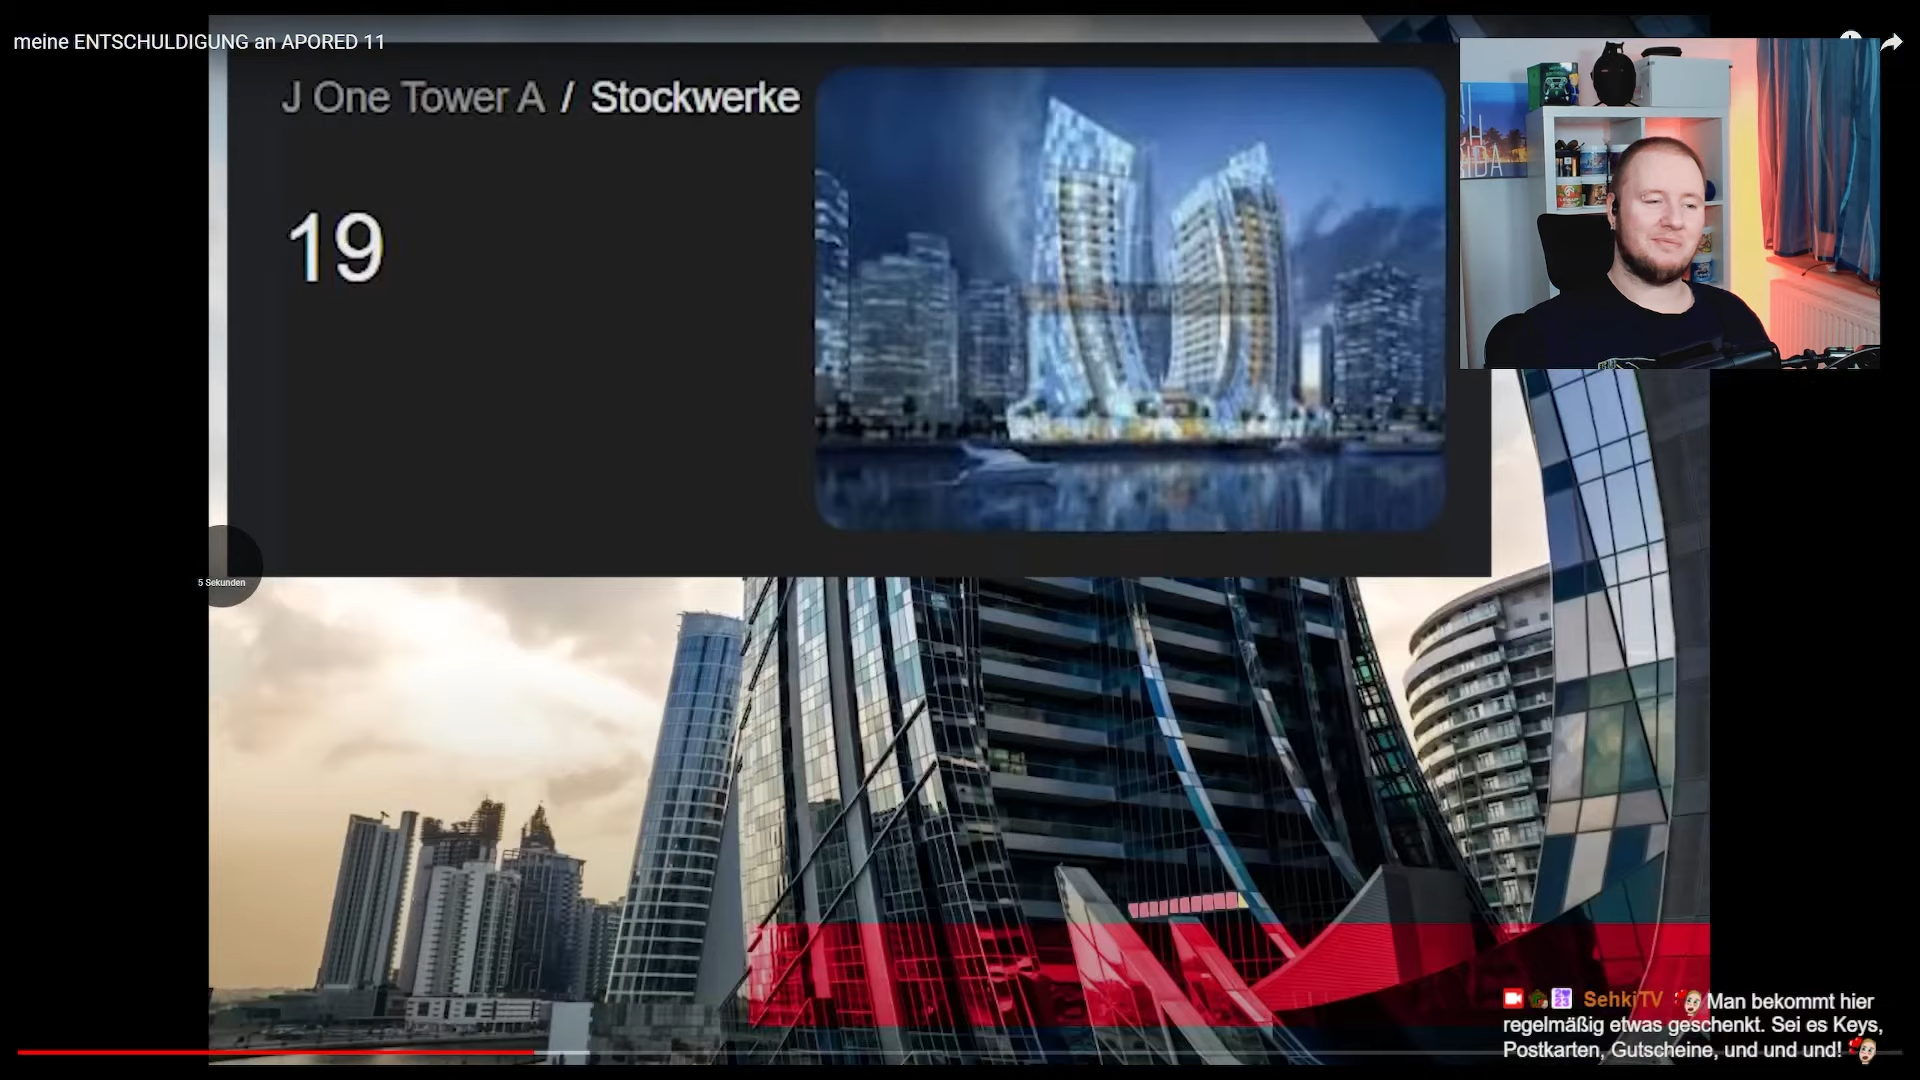 meine ENTSCHULDIGUNG an APORED 11
J One Tower A / Stockwerke
19
5 Sekunden
SehkiTV Man bekommt hier
regelmäßig etwas geschenkt. Sei es Keys,
Postkarten, Gutscheine, und und und!